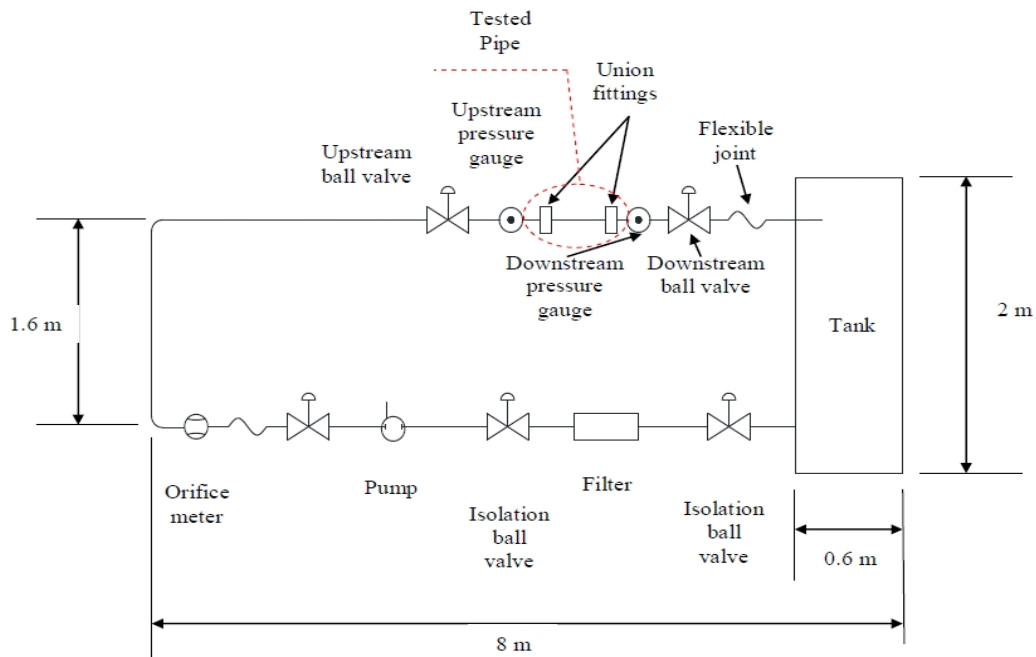 Tested
Pipe
Union
fittings
Upstream
pressure
gauge
Flexible
joint
Upstream
ball valve
Downstream
pressure
gauge
Downstream
ball valve
1.6 m
Tank
2 m
Orifice
meter
Pump
Filter
Isolation
ball
valve
Isolation
ball
valve
0.6 m
8 m